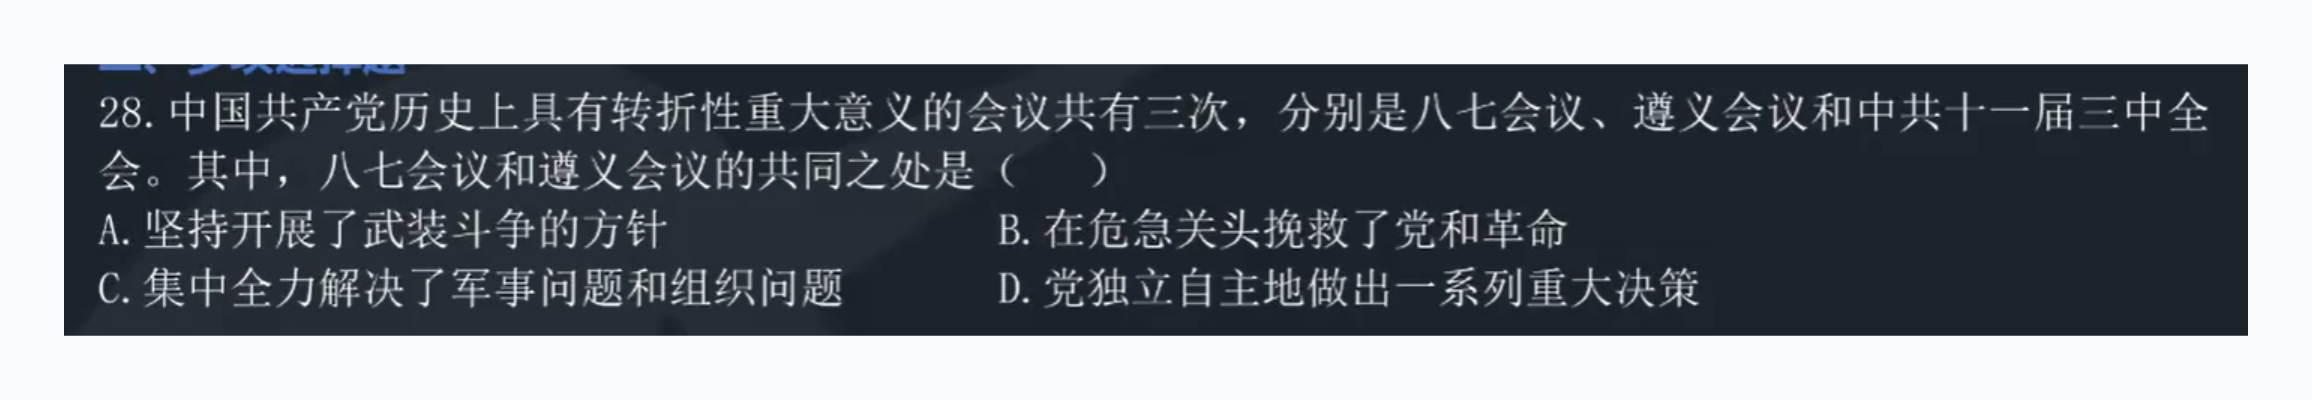 28.中国共产党历史上具有转折性重大意义的会议共有三次，分别是八七会议、遵义会议和中共十一届三中全
会。其中，八七会议和遵义会议的共同之处是（　　）
A.坚持开展了武装斗争的方针
B.在危急关头挽救了党和革命
C.集中全力解决了军事问题和组织问题
D.党独立自主地做出一系列重大决策